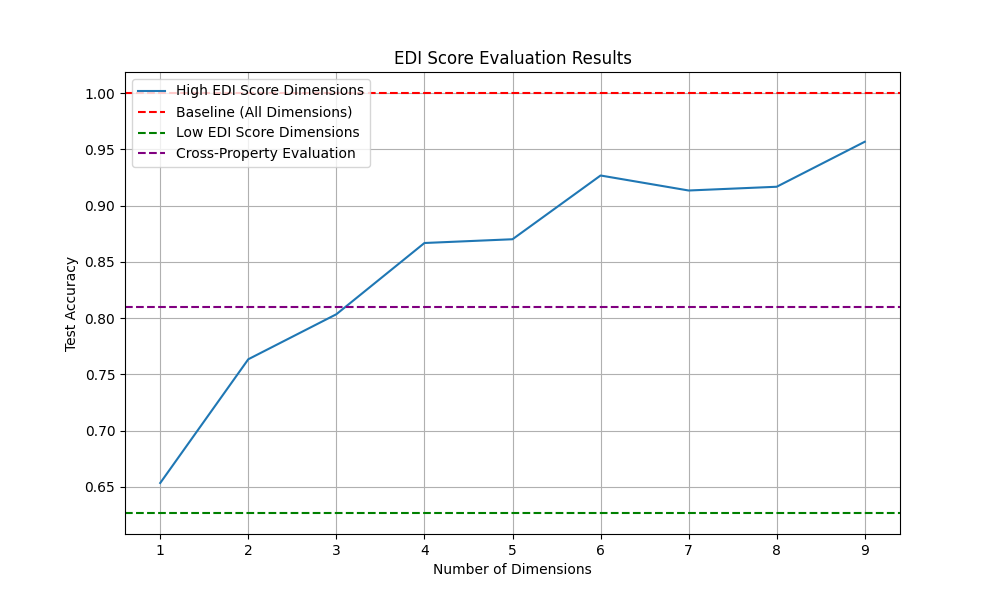 EDI Score Evaluation Results
High EDI Score Dimensions
Baseline (All Dimensions)
Low EDI Score Dimensions
Cross-Property Evaluation
Test Accuracy
1.00
0.95
0.90
0.85
0.80
0.75
0.70
0.65
1 2 3 4 5 6 7 8 9
Number of Dimensions